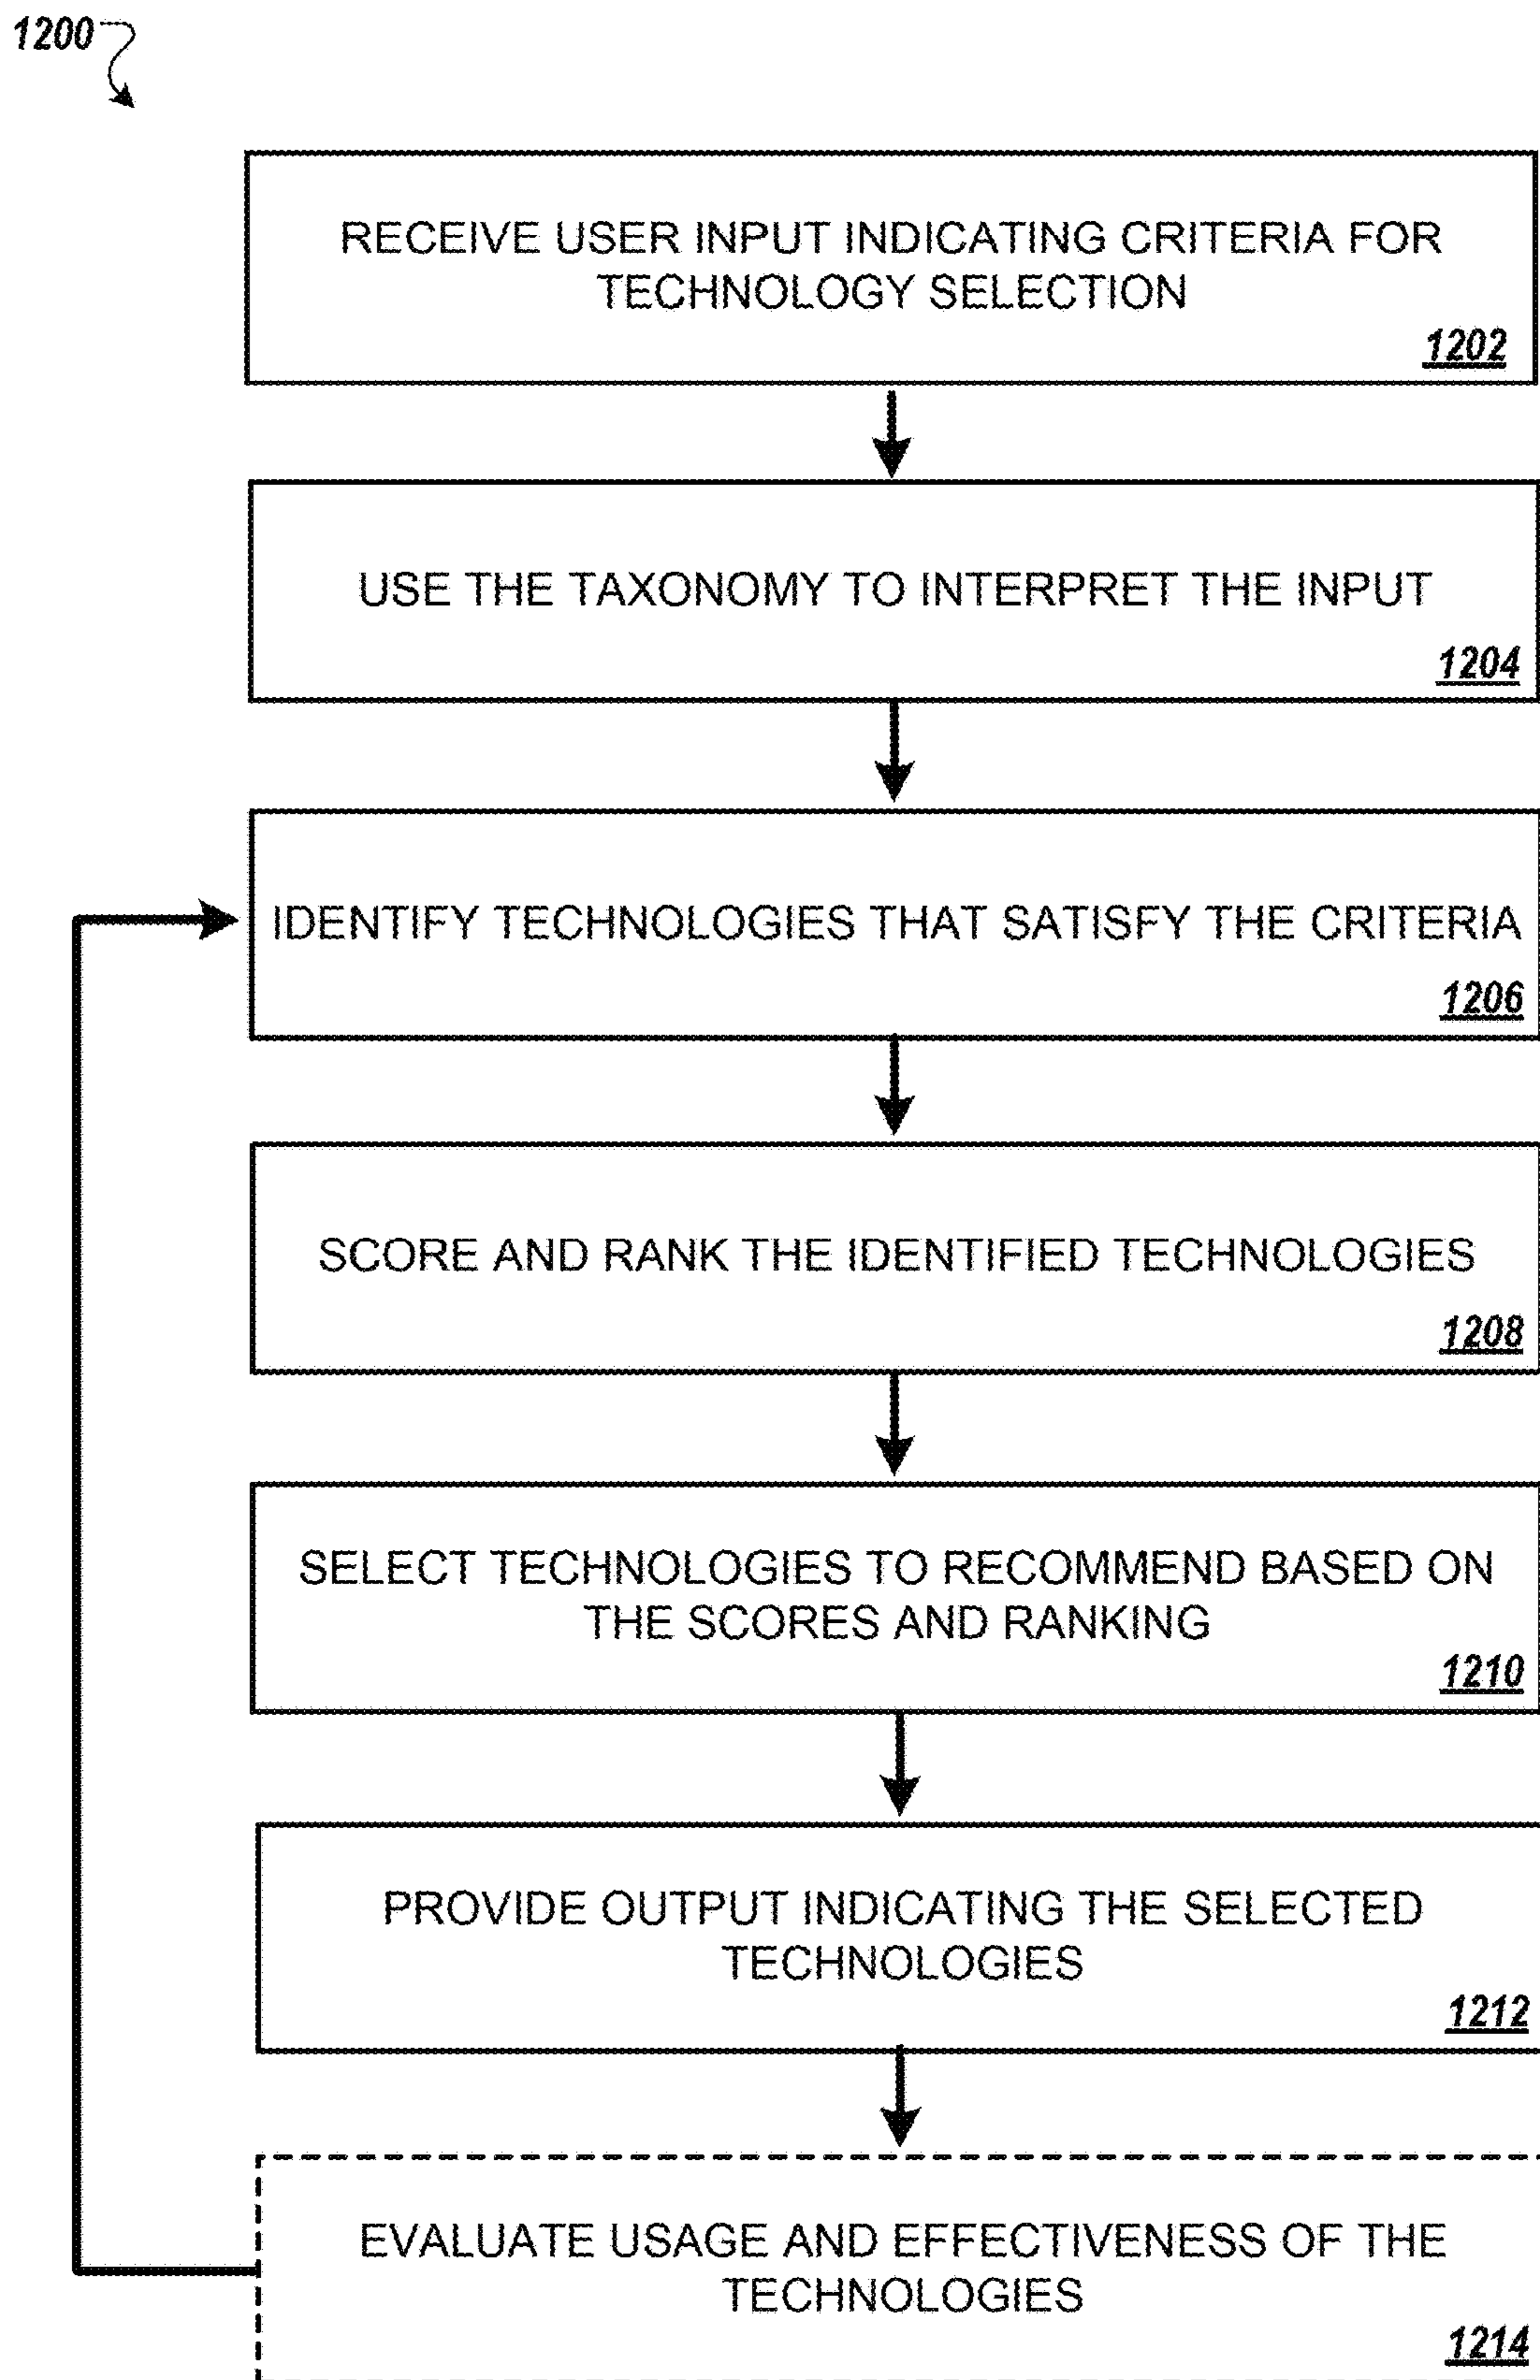 1200
RECEIVE USER INPUT INDICATING CRITERIA FOR
TECHNOLOGY SELECTION
1202
USE THE TAXONOMY TO INTERPRET THE INPUT
1204
IDENTIFY TECHNOLOGIES THAT SATISFY THE CRITERIA
1206
SCORE AND RANK THE IDENTIFIED TECHNOLOGIES
1208
SELECT TECHNOLOGIES TO RECOMMEND BASED ON
THE SCORES AND RANKING
1210
PROVIDE OUTPUT INDICATING THE SELECTED
TECHNOLOGIES
1212
EVALUATE USAGE AND EFFECTIVENESS OF THE
TECHNOLOGIES
1214